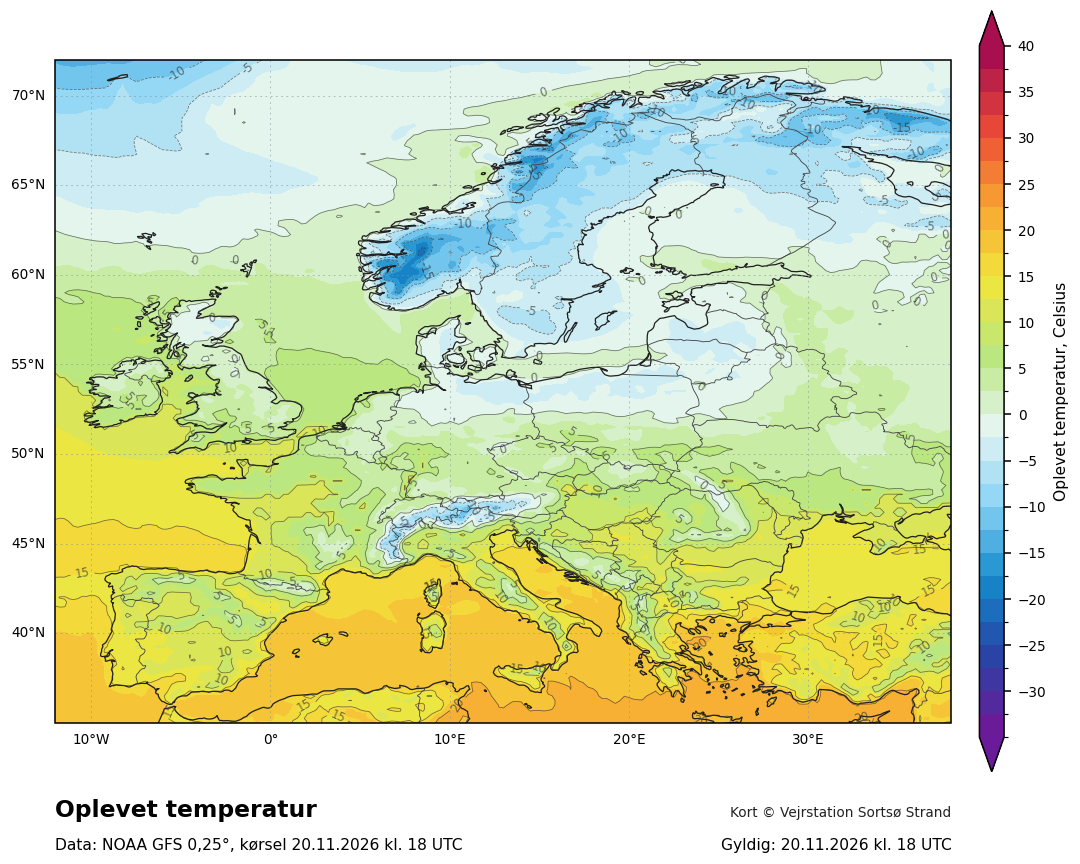 40
35
30
25
20
15
10
5
0
−5
−10
−15
−20
−25
−30
Oplevet temperatur, Celsius
70°N
65°N
60°N
55°N
50°N
45°N
40°N
10°W 0° 10°E 20°E 30°E
Oplevet temperatur
Kort © Vejrstation Sortsø Strand
Data: NOAA GFS 0,25°, kørsel 20.11.2026 kl. 18 UTC
Gyldig: 20.11.2026 kl. 18 UTC